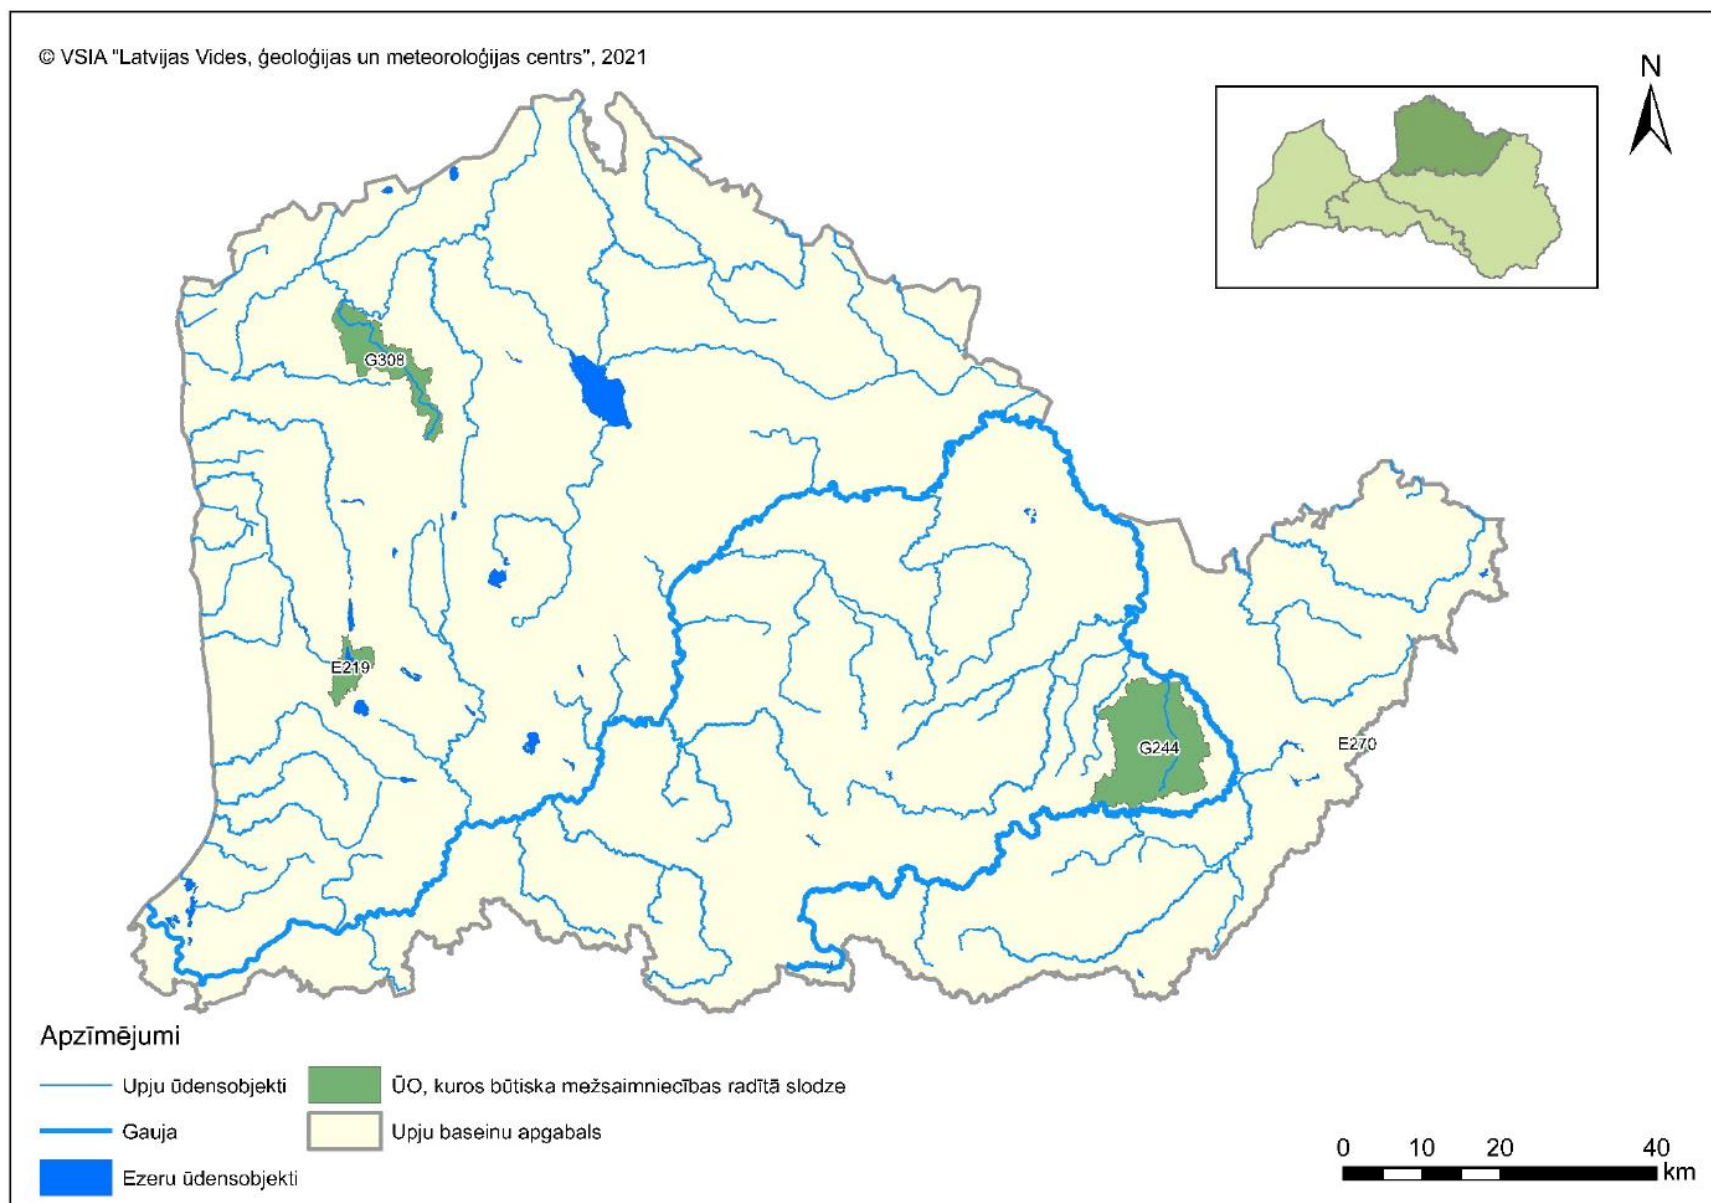 © VSIA "Latvijas Vides, ģeoloģijas un meteoroloģijas centrs", 2021
N
G308
E219
G244
E270
Apzīmējumi
Upju ūdensobjekti
ŪO, kuros būtiska mežsaimniecības radītā slodze
Gauja
Upju baseinu apgabals
Ezeru ūdensobjekti
0 10 20 40
km